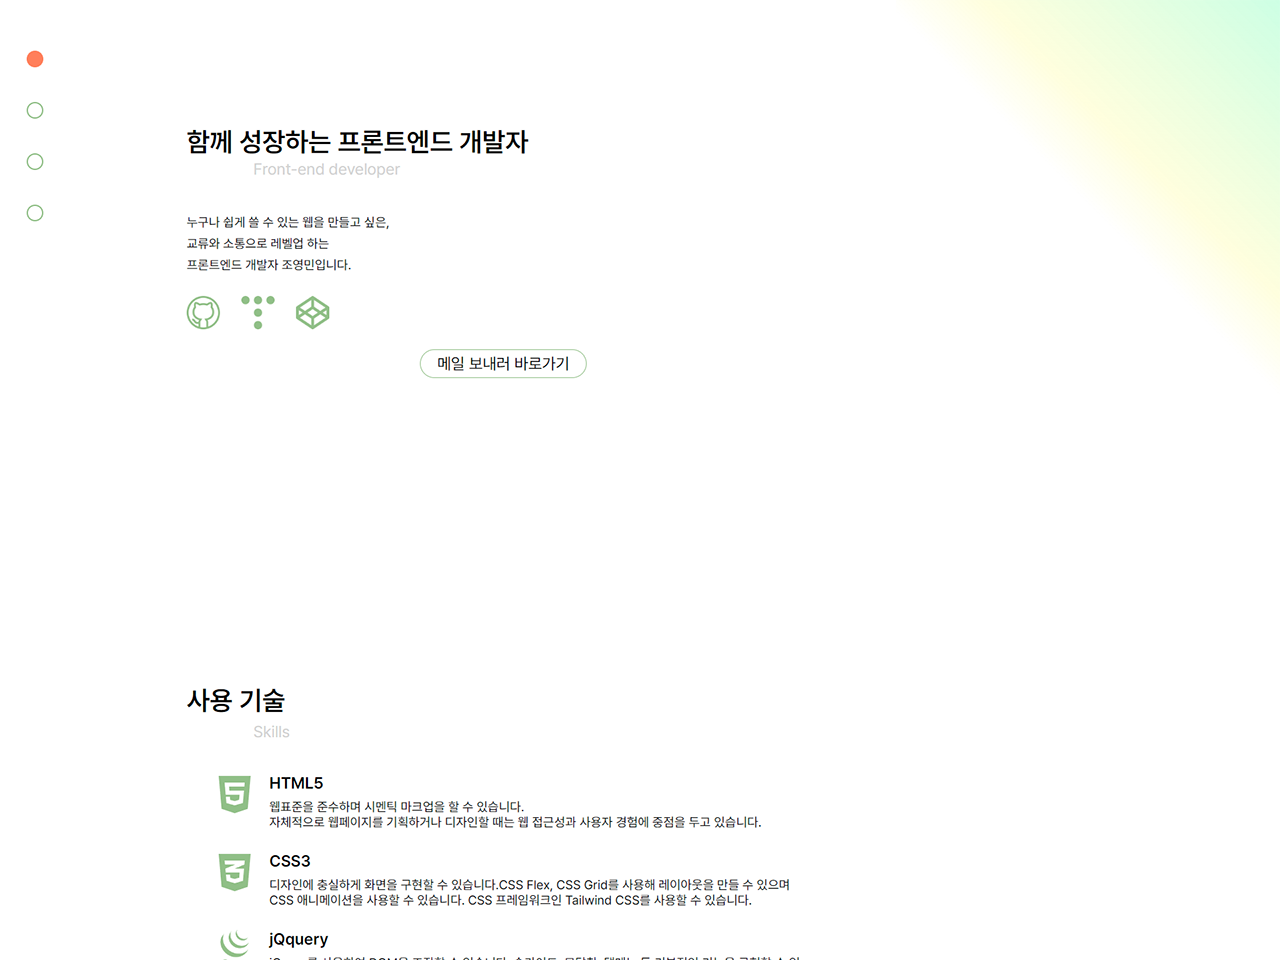 함께 성장하는 프론트엔드 개발자
Front-end developer
누구나 쉽게 쓸 수 있는 웹을 만들고 싶은,
교류와 소통으로 레벨업 하는
프론트엔드 개발자 조영민입니다.
메일 보내러 바로가기
사용 기술
Skills
HTML5
웹표준을 준수하며 시멘틱 마크업을 할 수 있습니다.
자체적으로 웹페이지를 기획하거나 디자인할 때는 웹 접근성과 사용자 경험에 중점을 두고 있습니다.
CSS3
디자인에 충실하게 화면을 구현할 수 있습니다.CSS Flex, CSS Grid를 사용해 레이아웃을 만들 수 있으며
CSS 애니메이션을 사용할 수 있습니다. CSS 프레임워크인 Tailwind CSS를 사용할 수 있습니다.
jQquery